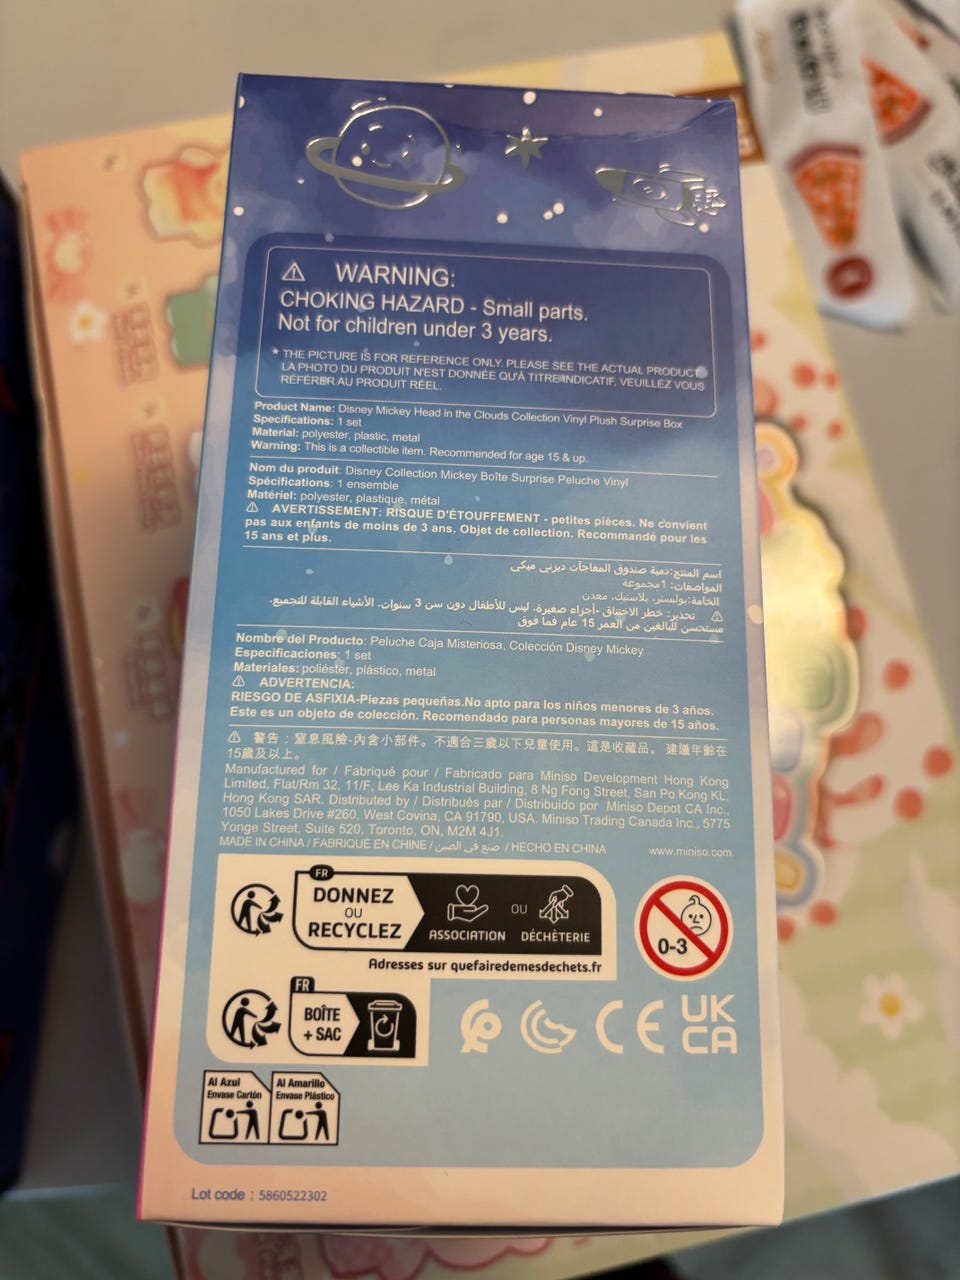 WARNING:
CHOKING HAZARD - Small parts.
Not for children under 3 years.
* THE PICTURE IS FOR REFERENCE ONLY. PLEASE SEE THE ACTUAL PRODUCT
LA PHOTO DU PRODUIT N'EST DONNÉE QU'À TITRE INDICATIF, VEUILLEZ VOUS
RÉFÉRER AU PRODUIT RÉEL.
Product Name: Disney Mickey Head in the Clouds Collection Vinyl Plush Surprise Box
Specifications: 1 set
Material: polyester, plastic, metal
Warning: This is a collectible item. Recommended for age 15 & up.
Nom du produit: Disney Collection Mickey Boîte Surprise Peluche Vinyl
Spécifications: 1 ensemble
Matériel: polyester, plastique, métal
AVERTISSEMENT: RISQUE D'ÉTOUFFEMENT - petites pièces. Ne convient
pas aux enfants de moins de 3 ans. Objet de collection. Recommandé pour les
15 ans et plus.
اسم المنتج:دمية صندوق المفاجآت ديزني ميكي
المواصفات: 1مجموعة
الخامة:بوليستر, بلاستيك, معدن
تحذير: خطر الاختناق -أجزاء صغيرة. ليس للأطفال دون سن 3 سنوات. الأشياء القابلة للتجميع.
مستحسن للبالغين من العمر 15 عام فما فوق
Nombre del Producto: Peluche Caja Misteriosa, Colección Disney Mickey
Especificaciones: 1 set
Materiales: poliéster, plástico, metal
ADVERTENCIA:
RIESGO DE ASFIXIA-Piezas pequeñas.No apto para los niños menores de 3 años.
Este es un objeto de colección. Recomendado para personas mayores de 15 años.
警告：窒息風險-內含小部件。不適合三歲以下兒童使用。這是收藏品。 建議年齡在
15歲及以上。
Manufactured for / Fabriqué pour / Fabricado para Miniso Development Hong Kong
Limited, Flat/Rm 32, 11/F, Lee Ka Industrial Building, 8 Ng Fong Street, San Po Kong KL,
Hong Kong SAR. Distributed by / Distribués par / Distribuido por Miniso Depot CA Inc.,
1050 Lakes Drive #260, West Covina, CA 91790, USA. Miniso Trading Canada Inc., 5775
Yonge Street, Suite 520, Toronto, ON, M2M 4J1.
MADE IN CHINA / FABRIQUÉ EN CHINE / صنع في الصين / HECHO EN CHINA www.miniso.com
FR
DONNEZ
OU
RECYCLEZ
ASSOCIATION OU DÉCHÈTERIE
Adresses sur quefairedemesdechets.fr
0-3
FR
BOÎTE
+ SAC
CE
UK
CA
Al Azul
Envase Cartón
Al Amarillo
Envase Plástico
Lot code : 5860522302